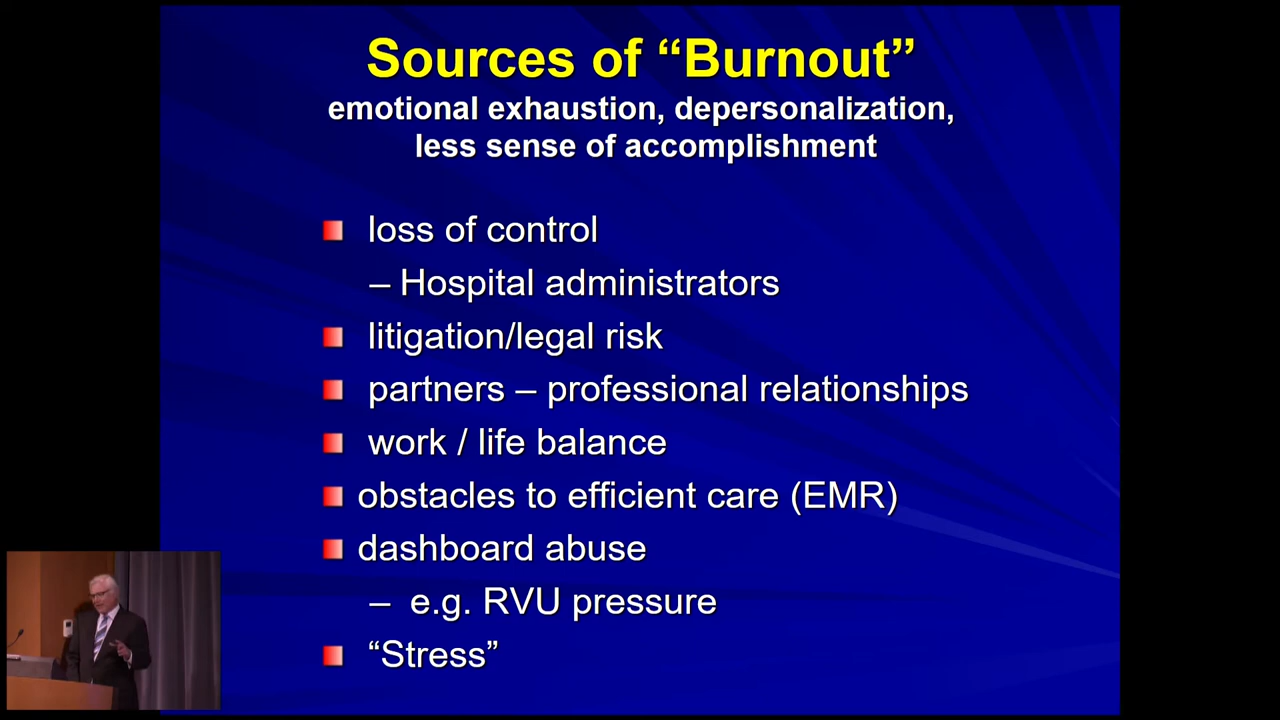 Sources of “Burnout”
emotional exhaustion, depersonalization,
less sense of accomplishment
loss of control
– Hospital administrators
litigation/legal risk
partners – professional relationships
work / life balance
obstacles to efficient care (EMR)
dashboard abuse
– e.g. RVU pressure
“Stress”